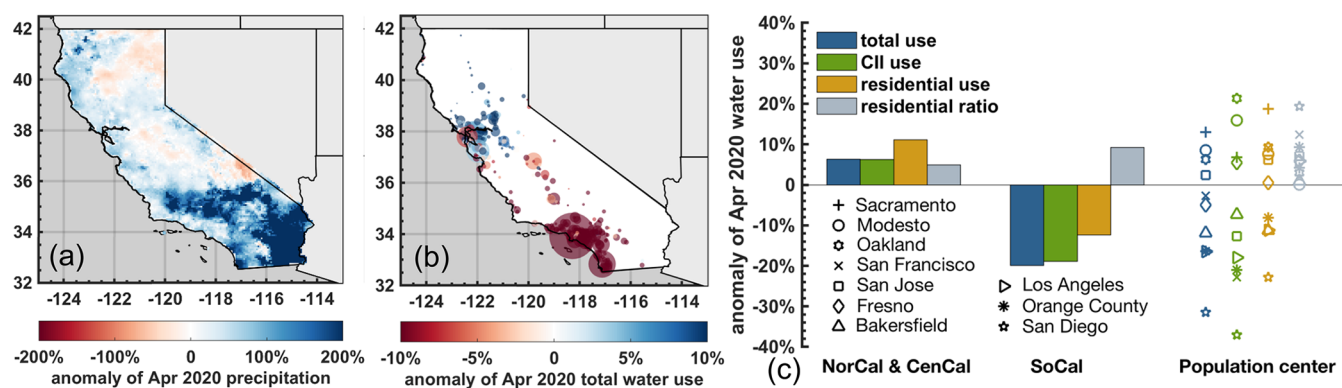 42
40
38
36
34
32
(a)
-124
-122
-120
-118
-116
-114
-200%
-100%
0
100%
200%
anomaly of Apr 2020 precipitation
42
40
38
36
34
32
(b)
-124
-122
-120
-118
-116
-114
-10%
-5%
0
5%
10%
anomaly of Apr 2020 total water use
anomaly of Apr 2020 water use
40%
30%
20%
10%
0
-10%
-20%
-30%
-40%
total use
CII use
residential use
residential ratio
Sacramento
Modesto
Oakland
San Francisco
San Jose
Fresno
Bakersfield
Los Angeles
Orange County
San Diego
(c)
NorCal & CenCal
SoCal
Population center